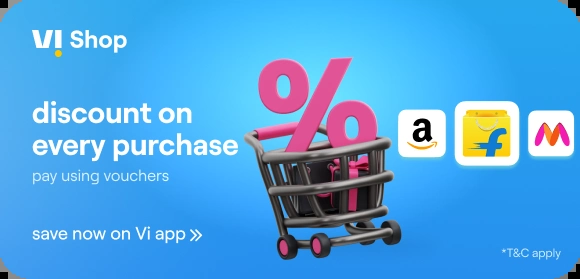 VI Shop
discount on
every purchase
pay using vouchers
save now on Vi app
%
a
f
M
*T&C apply